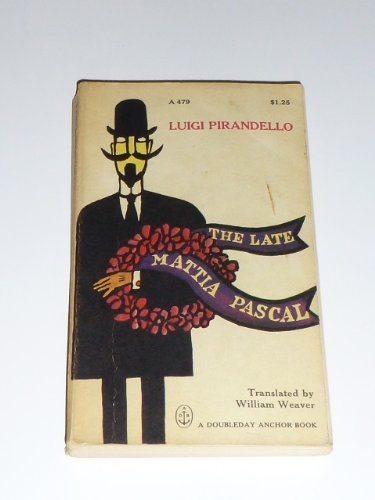 A 479 $1.25
LUIGI PIRANDELLO
THE LATE
MATTIA PASCAL
Translated by
William Weaver
A DOUBLEDAY ANCHOR BOOK